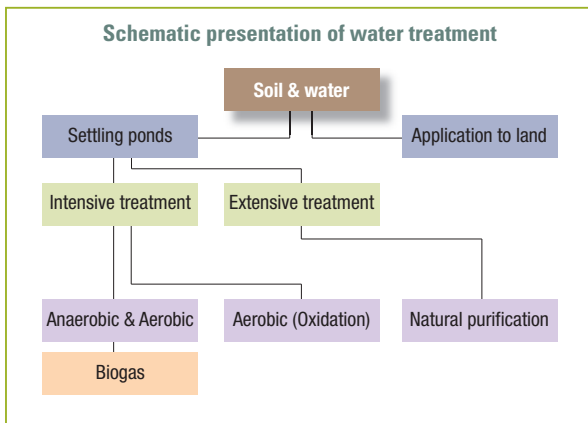 Schematic presentation of water treatment
Soil & water
Settling ponds
Application to land
Intensive treatment
Extensive treatment
Anaerobic & Aerobic
Aerobic (Oxidation)
Natural purification
Biogas